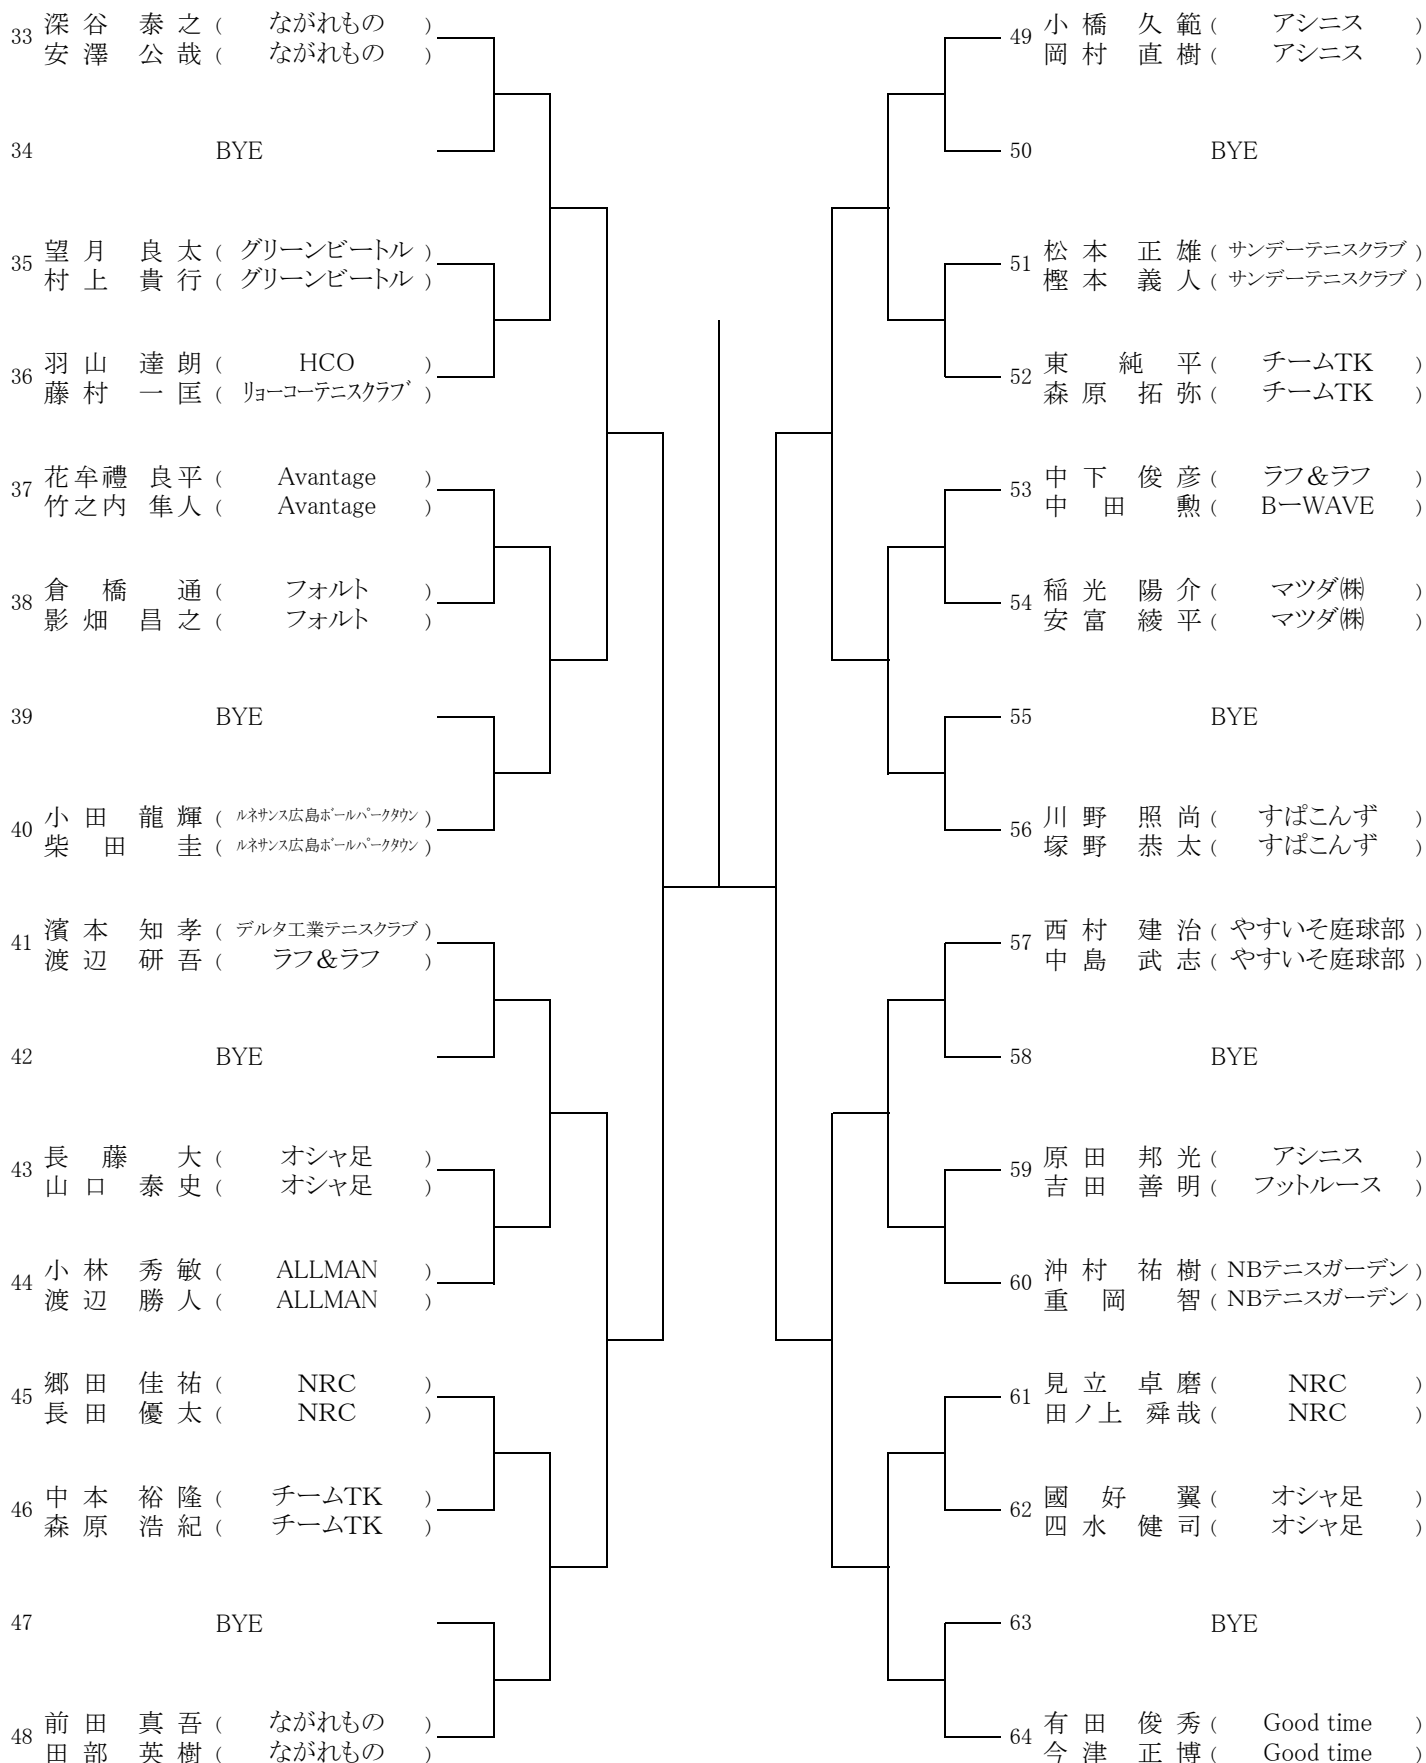 33 深谷 泰之 ( ながれもの )
安澤 公哉 ( ながれもの )
34 BYE
35 望月 良太 ( グリーンビートル )
村上 貴行 ( グリーンビートル )
36 羽山 達朗 ( HCO )
藤村 一匡 ( リョーコーテニスクラブ )
37 花牟禮 良平 ( Avantage )
竹之内 隼人 ( Avantage )
38 倉橋 通 ( フォルト )
影畑 昌之 ( フォルト )
39 BYE
40 小田 龍輝 ( ルネサンス広島ボールパークタウン )
柴田 圭 ( ルネサンス広島ボールパークタウン )
41 濱本 知孝 ( デルタ工業テニスクラブ )
渡辺 研吾 ( ラフ&ラフ )
42 BYE
43 長藤 大 ( オシャ足 )
山口 泰史 ( オシャ足 )
44 小林 秀敏 ( ALLMAN )
渡辺 勝人 ( ALLMAN )
45 郷田 佳祐 ( NRC )
長田 優太 ( NRC )
46 中本 裕隆 ( チームTK )
森原 浩紀 ( チームTK )
47 BYE
48 前田 真吾 ( ながれもの )
田部 英樹 ( ながれもの )
49 小橋 久範 ( アシニス )
岡村 直樹 ( アシニス )
50 BYE
51 松本 正雄 ( サンデーテニスクラブ )
樫本 義人 ( サンデーテニスクラブ )
52 東 純平 ( チームTK )
森原 拓弥 ( チームTK )
53 中下 俊彦 ( ラフ&ラフ )
中田 勲 ( BーWAVE )
54 稲光 陽介 ( マツダ㈱ )
安富 綾平 ( マツダ㈱ )
55 BYE
56 川野 照尚 ( すぱこんず )
塚野 恭太 ( すぱこんず )
57 西村 建治 ( やすいそ庭球部 )
中島 武志 ( やすいそ庭球部 )
58 BYE
59 原田 邦光 ( アシニス )
吉田 善明 ( フットルース )
60 沖村 祐樹 ( NBテニスガーデン )
重岡 智 ( NBテニスガーデン )
61 見立 卓磨 ( NRC )
田ノ上 舜哉 ( NRC )
62 國好 翼 ( オシャ足 )
四水 健司 ( オシャ足 )
63 BYE
64 有田 俊秀 ( Good time )
今津 正博 ( Good time )